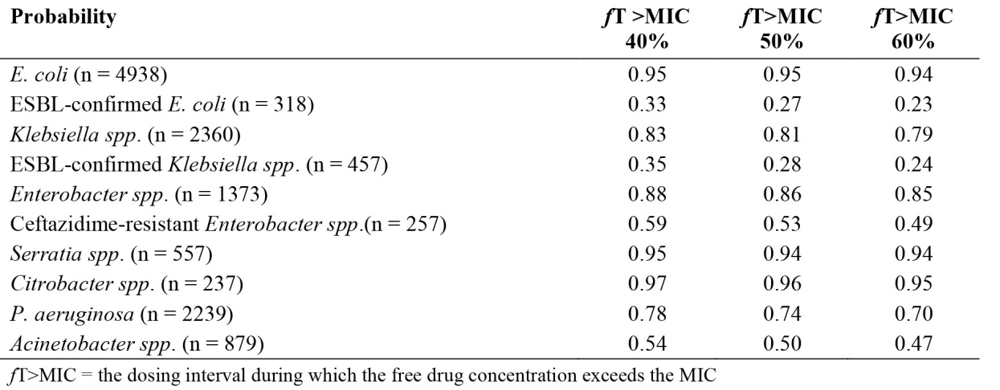 Probability fT >MIC 40% fT>MIC 50% fT>MIC 60%
E. coli (n = 4938) 0.95 0.95 0.94
ESBL-confirmed E. coli (n = 318) 0.33 0.27 0.23
Klebsiella spp. (n = 2360) 0.83 0.81 0.79
ESBL-confirmed Klebsiella spp. (n = 457) 0.35 0.28 0.24
Enterobacter spp. (n = 1373) 0.88 0.86 0.85
Ceftazidime-resistant Enterobacter spp.(n = 257) 0.59 0.53 0.49
Serratia spp. (n = 557) 0.95 0.94 0.94
Citrobacter spp. (n = 237) 0.97 0.96 0.95
P. aeruginosa (n = 2239) 0.78 0.74 0.70
Acinetobacter spp. (n = 879) 0.54 0.50 0.47
fT>MIC = the dosing interval during which the free drug concentration exceeds the MIC